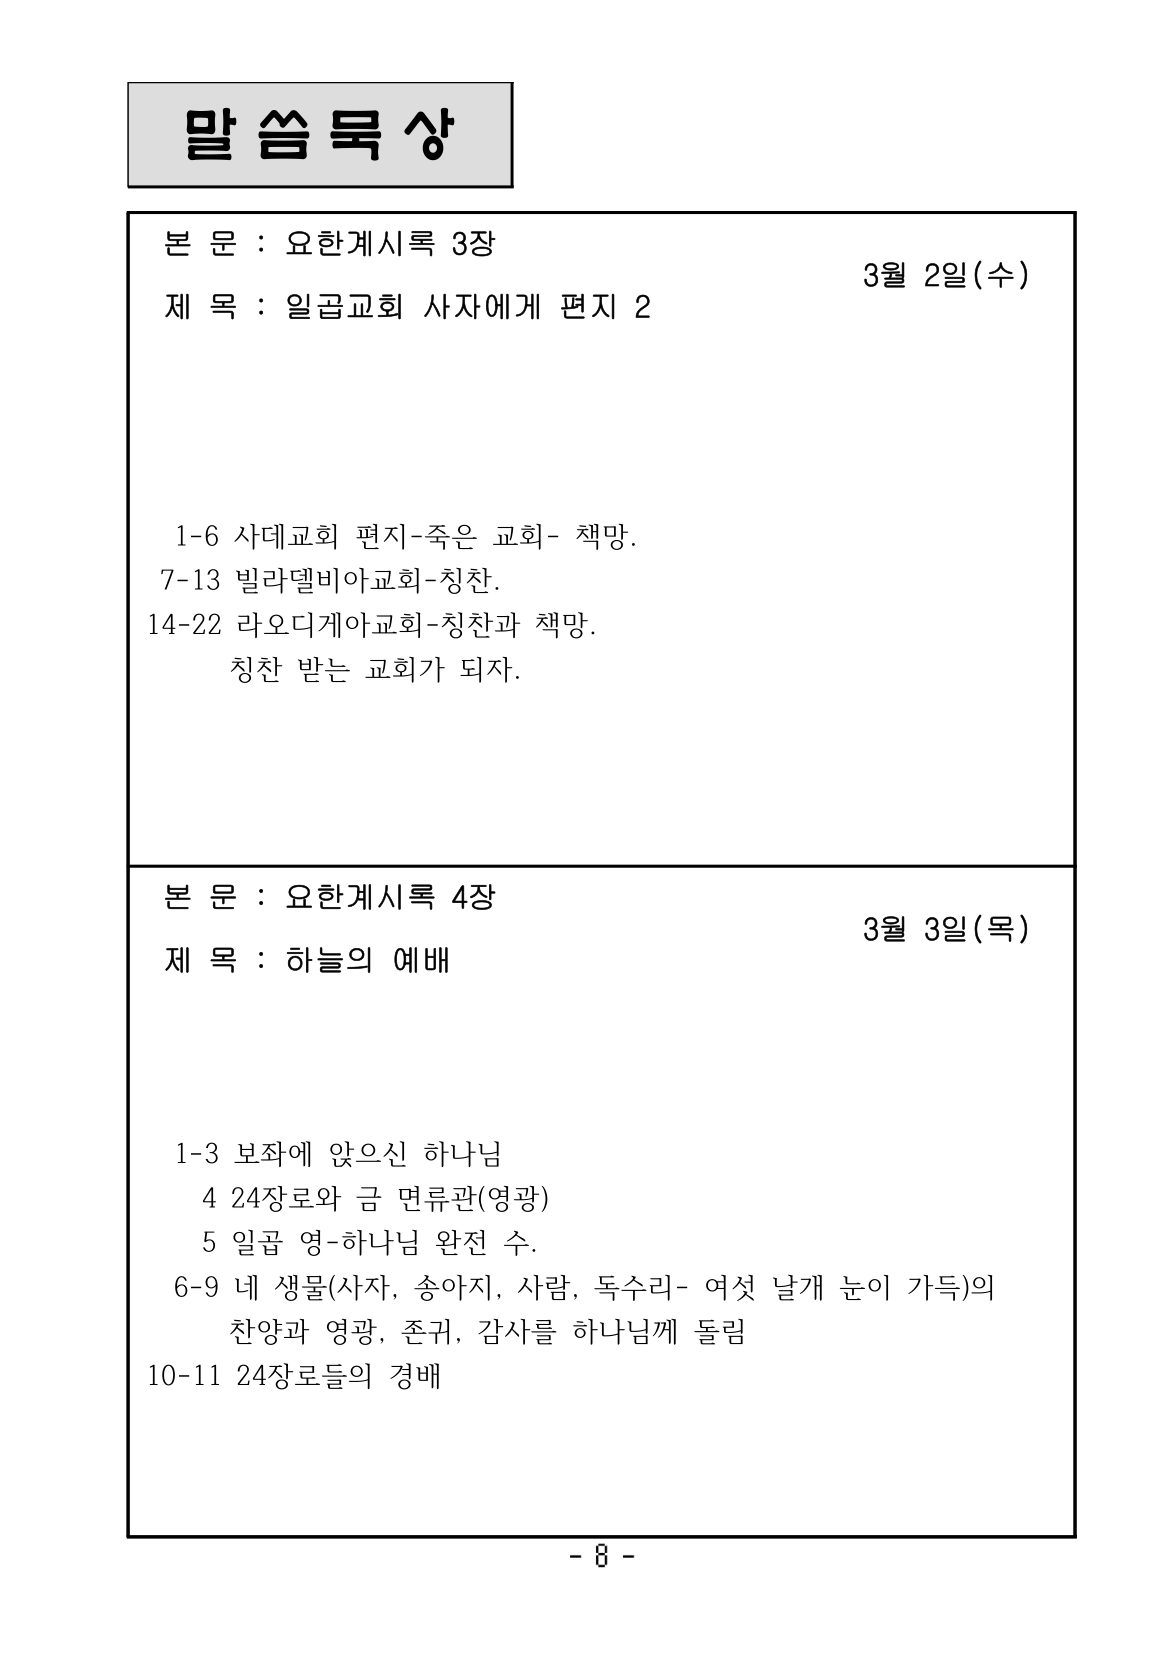 말씀묵상
본 문 : 요한계시록 3장
3월 2일(수)
제 목 : 일곱교회 사자에게 편지 2
1-6 사데교회 편지-죽은 교회- 책망.
7-13 빌라델비아교회-칭찬.
14-22 라오디게아교회-칭찬과 책망.
칭찬 받는 교회가 되자.
본 문 : 요한계시록 4장
3월 3일(목)
제 목 : 하늘의 예배
1-3 보좌에 앉으신 하나님
4 24장로와 금 면류관(영광)
5 일곱 영-하나님 완전 수.
6-9 네 생물(사자, 송아지, 사람, 독수리- 여섯 날개 눈이 가득)의
찬양과 영광, 존귀, 감사를 하나님께 돌림
10-11 24장로들의 경배
- 8 -